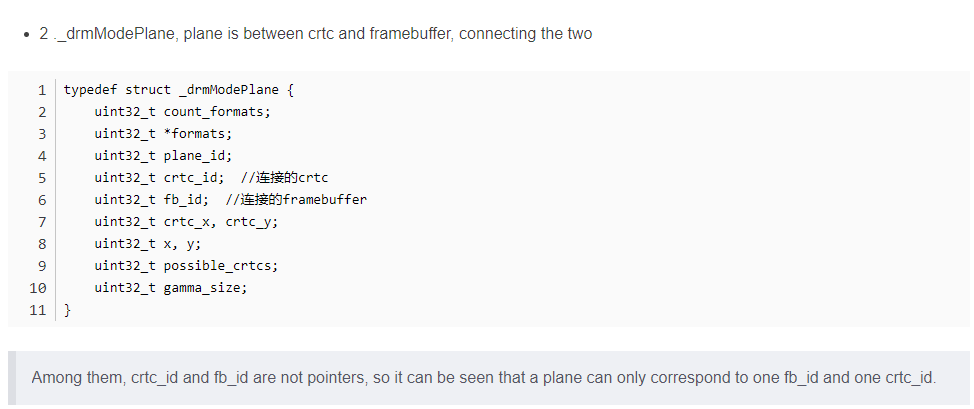 • 2 ._drmModePlane, plane is between crtc and framebuffer, connecting the two
1 typedef struct _drmModePlane {
2     uint32_t count_formats;
3     uint32_t *formats;
4     uint32_t plane_id;
5     uint32_t crtc_id;  //连接的crtc
6     uint32_t fb_id;  //连接的framebuffer
7     uint32_t crtc_x, crtc_y;
8     uint32_t x, y;
9     uint32_t possible_crtcs;
10     uint32_t gamma_size;
11 }
Among them, crtc_id and fb_id are not pointers, so it can be seen that a plane can only correspond to one fb_id and one crtc_id.